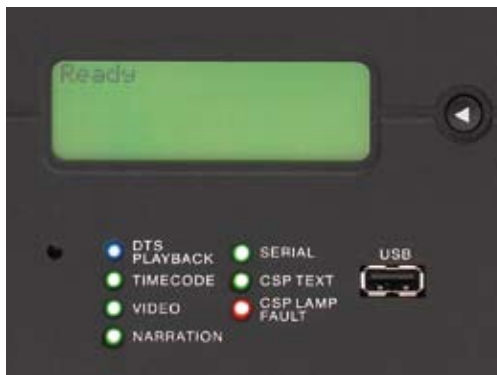 Ready
DTS
PLAYBACK
TIMECODE
VIDEO
NARRATION
SERIAL
CSP TEXT
CSP LAMP
FAULT
USB